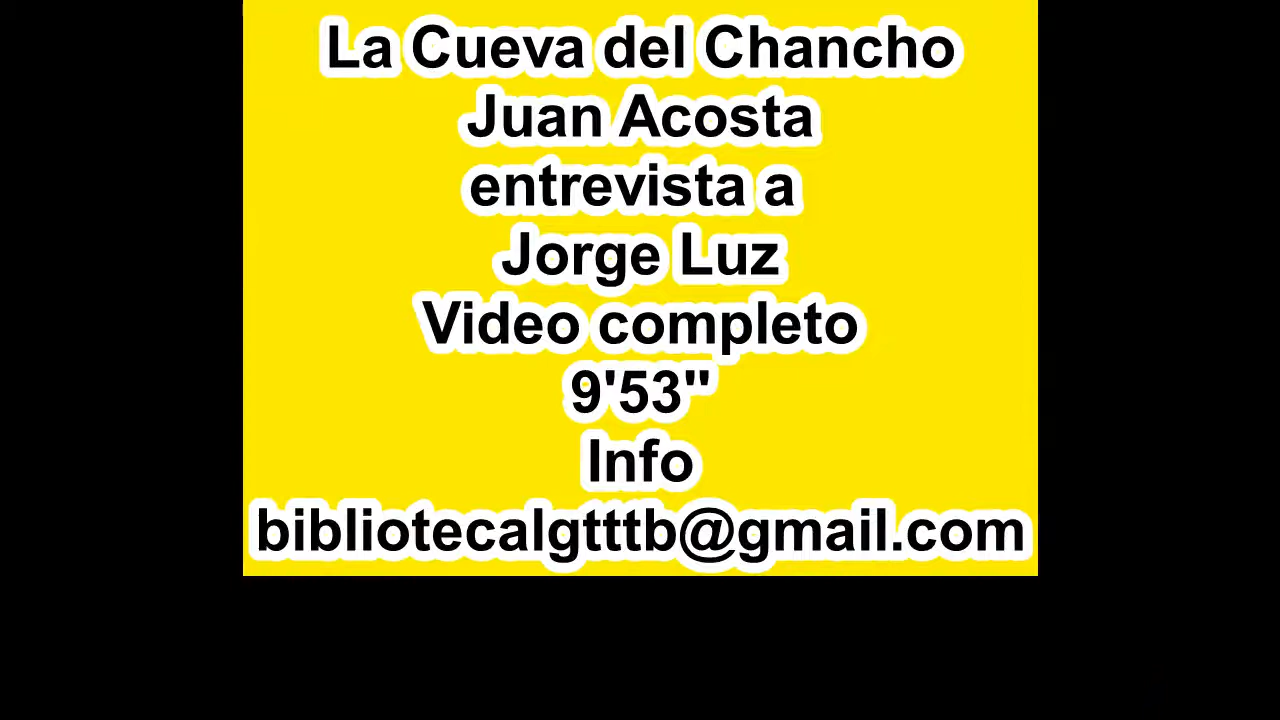 La Cueva del Chancho
Juan Acosta
entrevista a
Jorge Luz
Video completo
9'53"
Info
bibliotecalgtttb@gmail.com